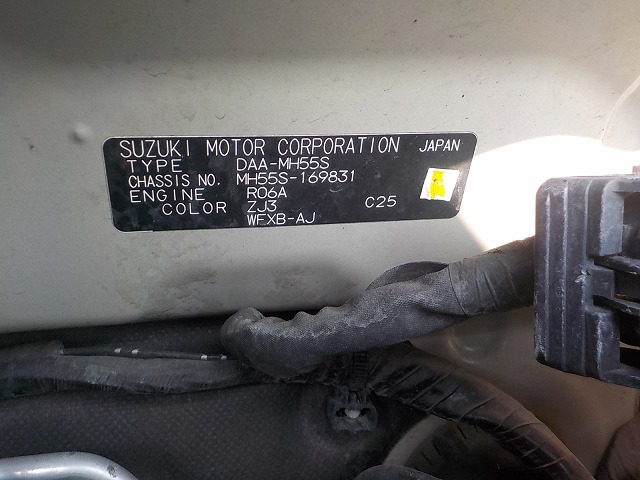 SUZUKI MOTOR CORPORATION JAPAN
TYPE DAA-MH55S
CHASSIS NO. MH55S-169831
ENGINE R06A
COLOR ZJ3 C25
WFXB-AJ